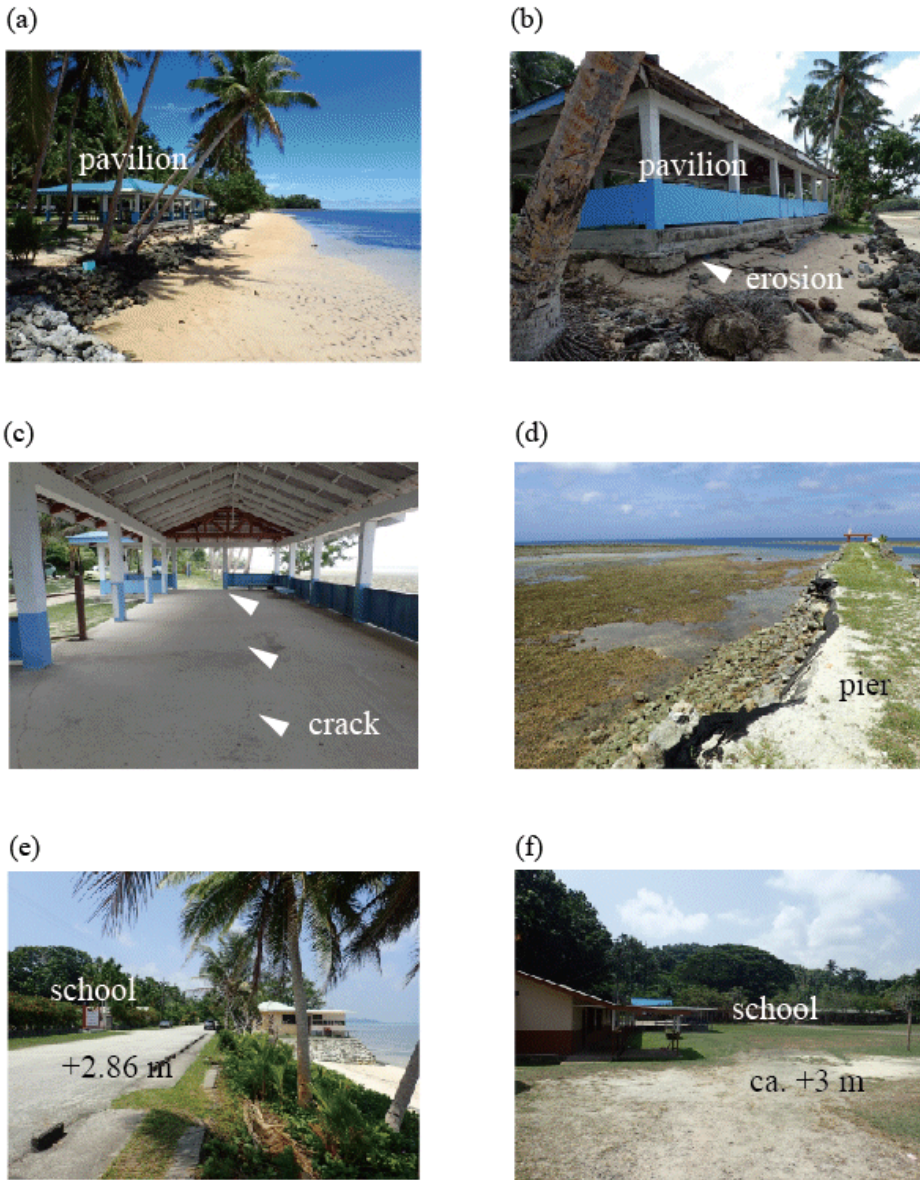 (a)
(b)
pavilion
pavilion
erosion
(c)
(d)
crack
pier
(e)
(f)
school
+2.86 m
school
ca. +3 m